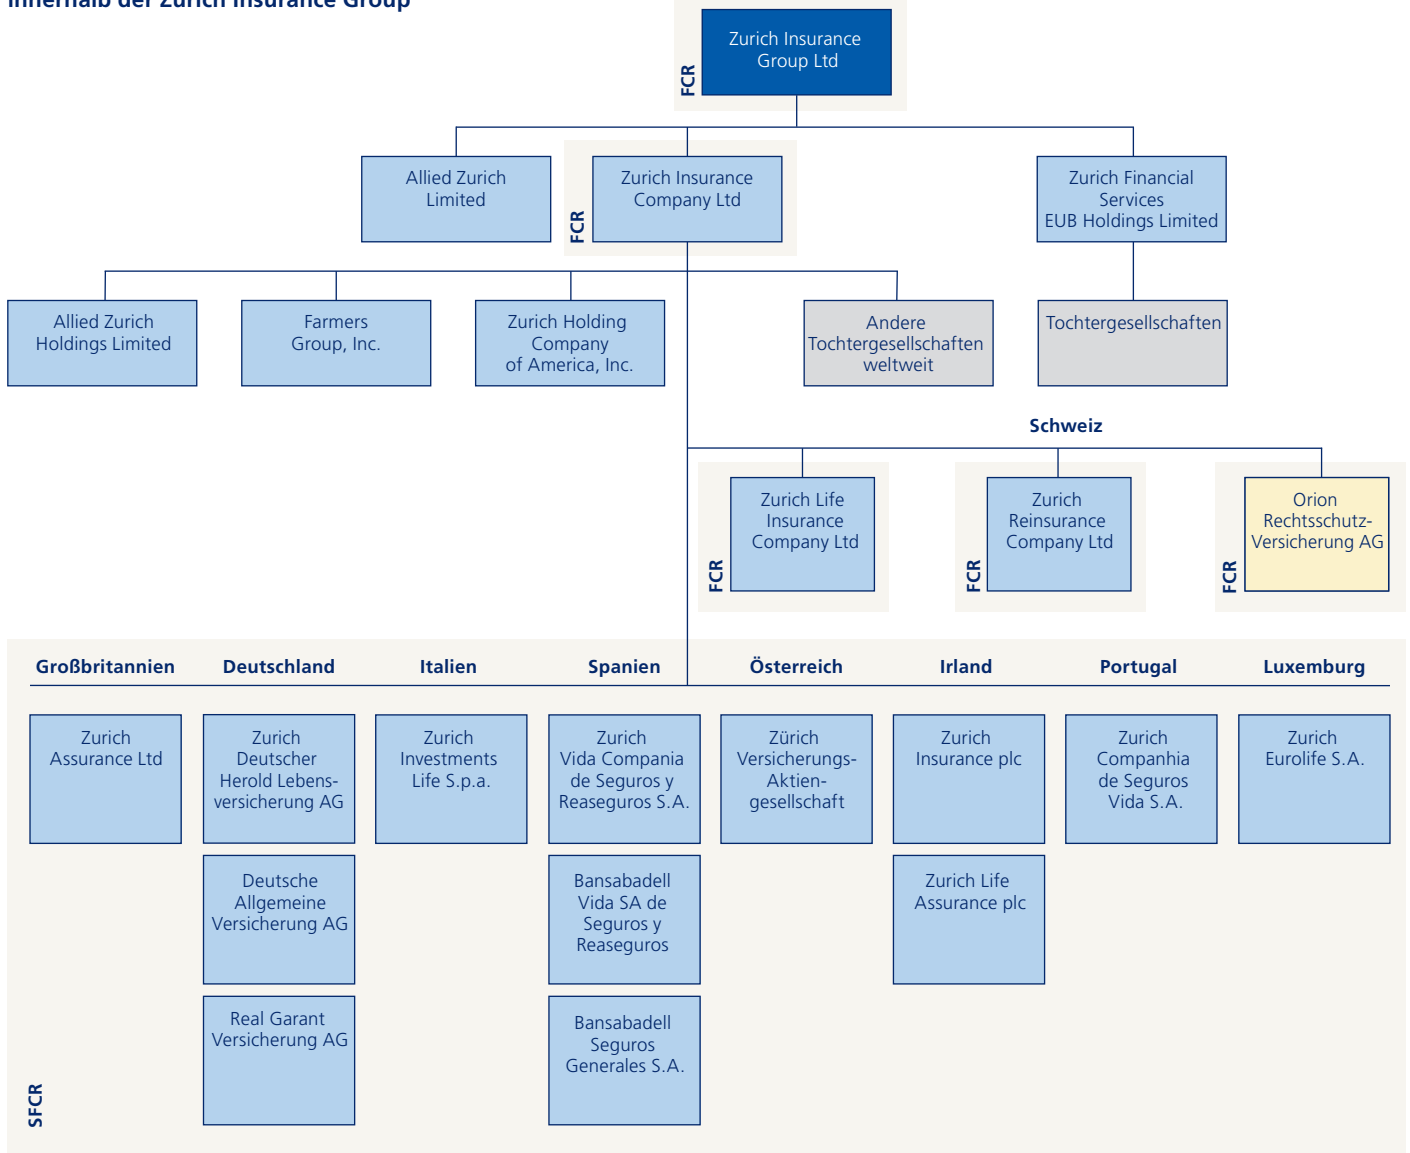 innerhalb der Zurich Insurance Group
Zurich Insurance
Group Ltd
FCR
Allied Zurich
Limited
Zurich Insurance
Company Ltd
FCR
Zurich Financial
Services
EUB Holdings Limited
Allied Zurich
Holdings Limited
Farmers
Group, Inc.
Zurich Holding
Company
of America, Inc.
Andere
Tochtergesellschaften
weltweit
Tochtergesellschaften
Schweiz
Zurich Life
Insurance
Company Ltd
FCR
Zurich
Reinsurance
Company Ltd
FCR
Orion
Rechtsschutz-
Versicherung AG
FCR
Großbritannien
Deutschland
Italien
Spanien
Österreich
Irland
Portugal
Luxemburg
Zurich
Assurance Ltd
Zurich
Deutscher
Herold Lebens-
versicherung AG
Zurich
Investments
Life S.p.a.
Zurich
Vida Compania
de Seguros y
Reaseguros S.A.
Zürich
Versicherungs-
Aktien-
gesellschaft
Zurich
Insurance plc
Zurich
Companhia
de Seguros
Vida S.A.
Zurich
Eurolife S.A.
Deutsche
Allgemeine
Versicherung AG
Bansabadell
Vida SA de
Seguros y
Reaseguros
Zurich Life
Assurance plc
Real Garant
Versicherung AG
Bansabadell
Seguros
Generales S.A.
SFCR